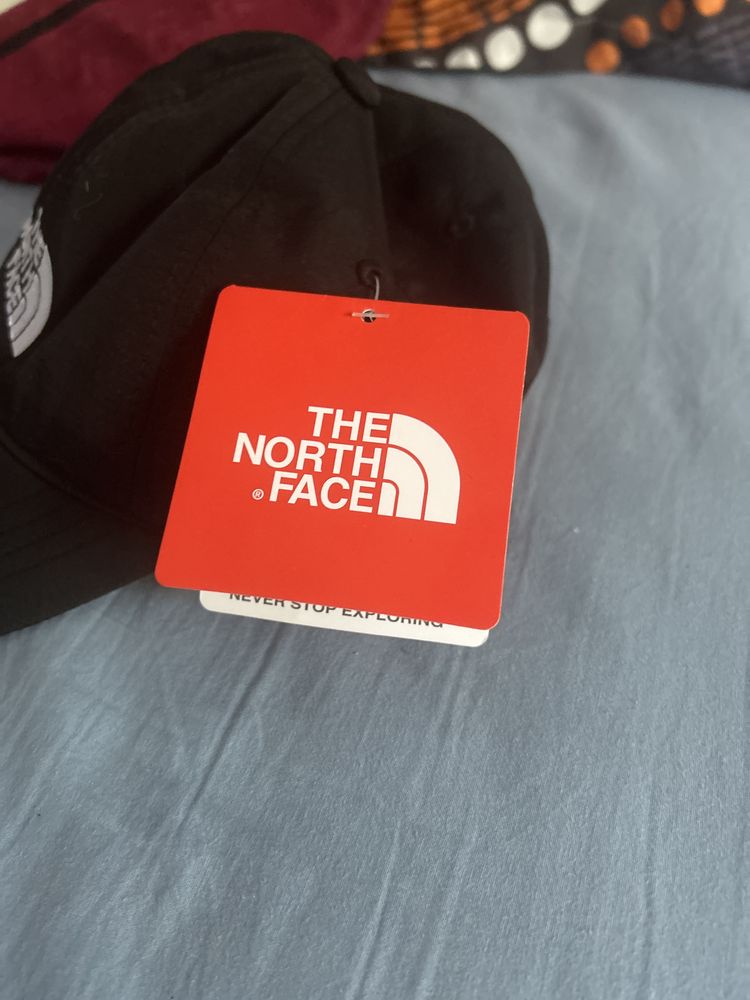 THE
NORTH
® FACE
NEVER STOP EXPLORING